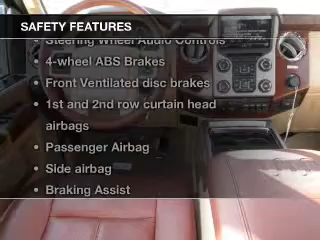 SAFETY FEATURES
• Steering Wheel Audio Controls
• 4-wheel ABS Brakes
• Front Ventilated disc brakes
• 1st and 2nd row curtain head
airbags
• Passenger Airbag
• Side airbag
• Braking Assist